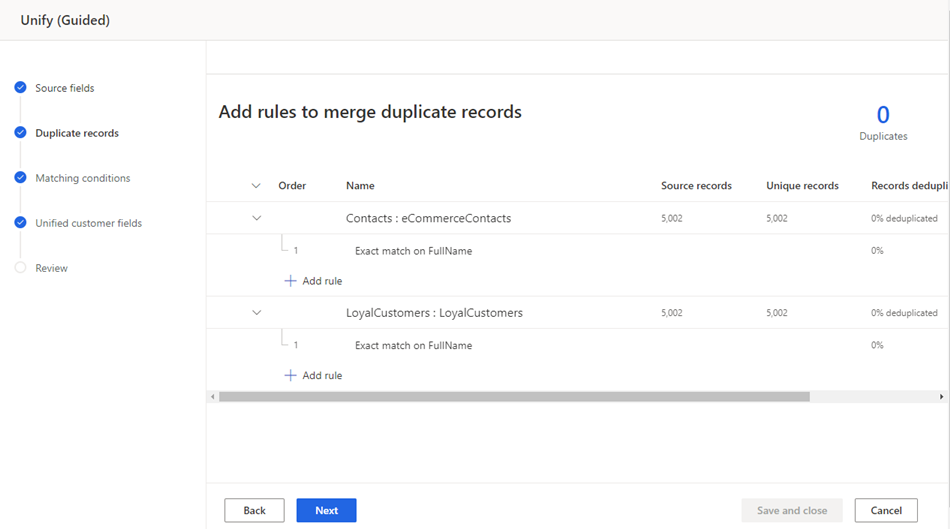 Unify (Guided)
Source fields
Duplicate records
Matching conditions
Unified customer fields
Review
Add rules to merge duplicate records
0
Duplicates
Order Name Source records Unique records Records dedupli
Contacts : eCommerceContacts 5,002 5,002 0% deduplicated
1 Exact match on FullName 0%
Add rule
LoyalCustomers : LoyalCustomers 5,002 5,002 0% deduplicated
1 Exact match on FullName 0%
Add rule
Back Next Save and close Cancel